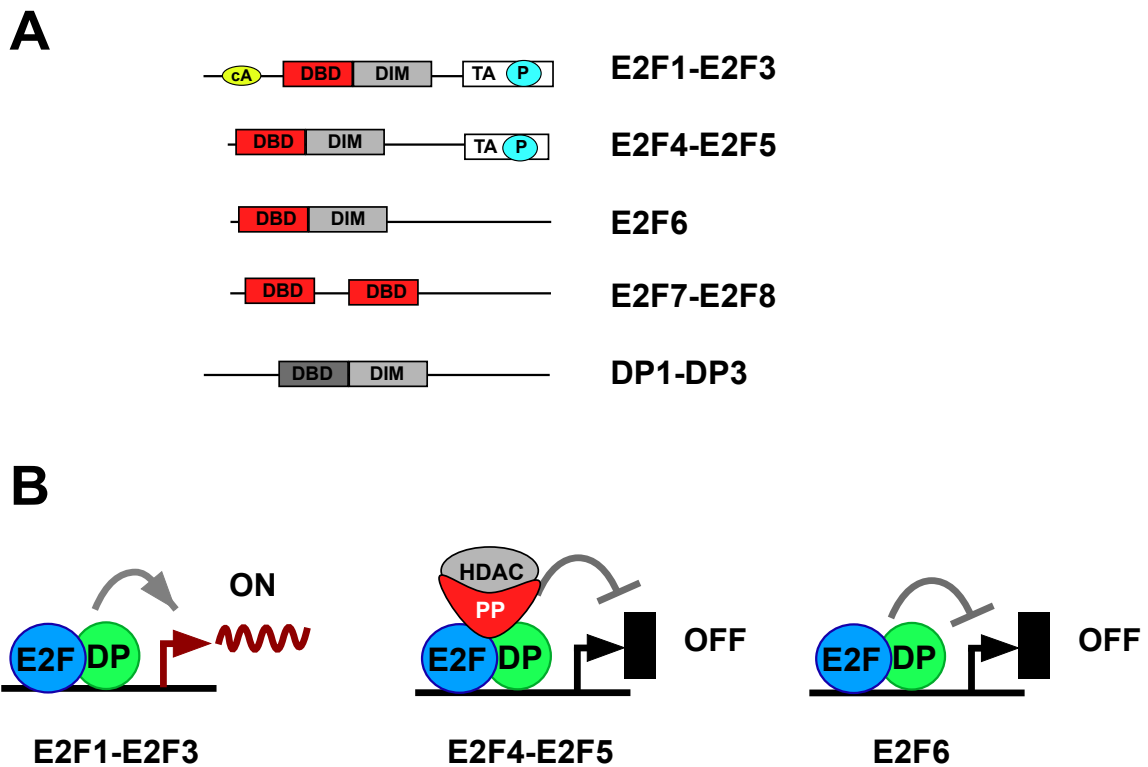 A
cA DBD DIM TA P E2F1-E2F3
DBD DIM TA P E2F4-E2F5
DBD DIM E2F6
DBD DBD E2F7-E2F8
DBD DIM DP1-DP3
B
E2F DP ON
E2F1-E2F3
HDAC
PP
E2F DP OFF
E2F4-E2F5
E2F DP OFF
E2F6